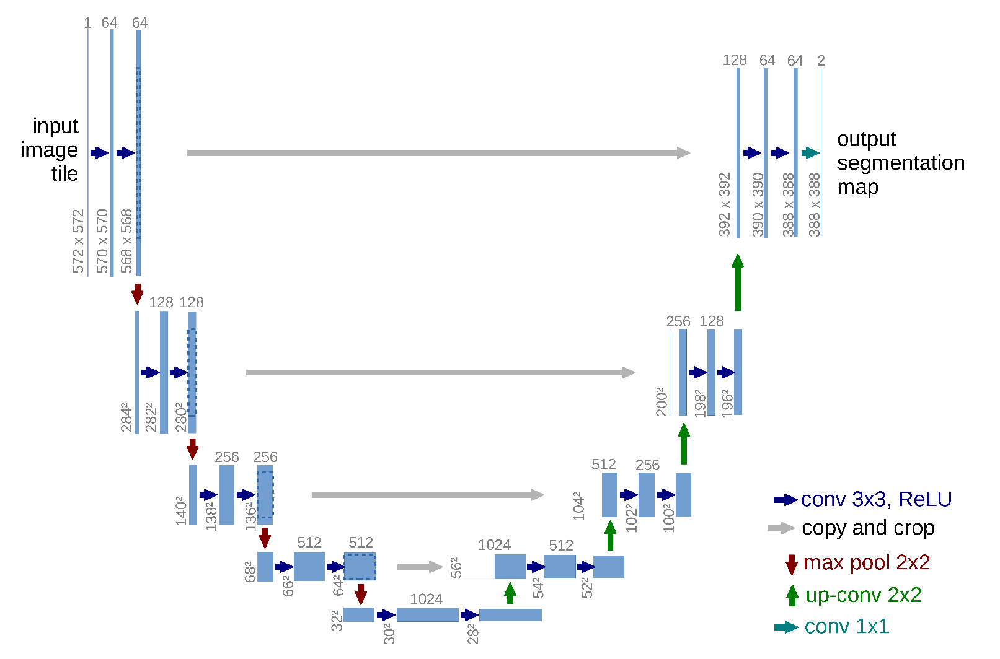 1 64 64
128 64 64 2
input
image
tile
output
segmentation
map
572 x 572
570 x 570
568 x 568
392 x 392
390 x 390
388 x 388
388 x 388
128 128
256 128
284²
282²
280²
200²
198²
196²
256 256
512 256
140²
138²
136²
104²
102²
100²
512 512
1024 512
68²
66²
64²
56²
54²
52²
1024
32²
30²
28²
conv 3x3, ReLU
copy and crop
max pool 2x2
up-conv 2x2
conv 1x1